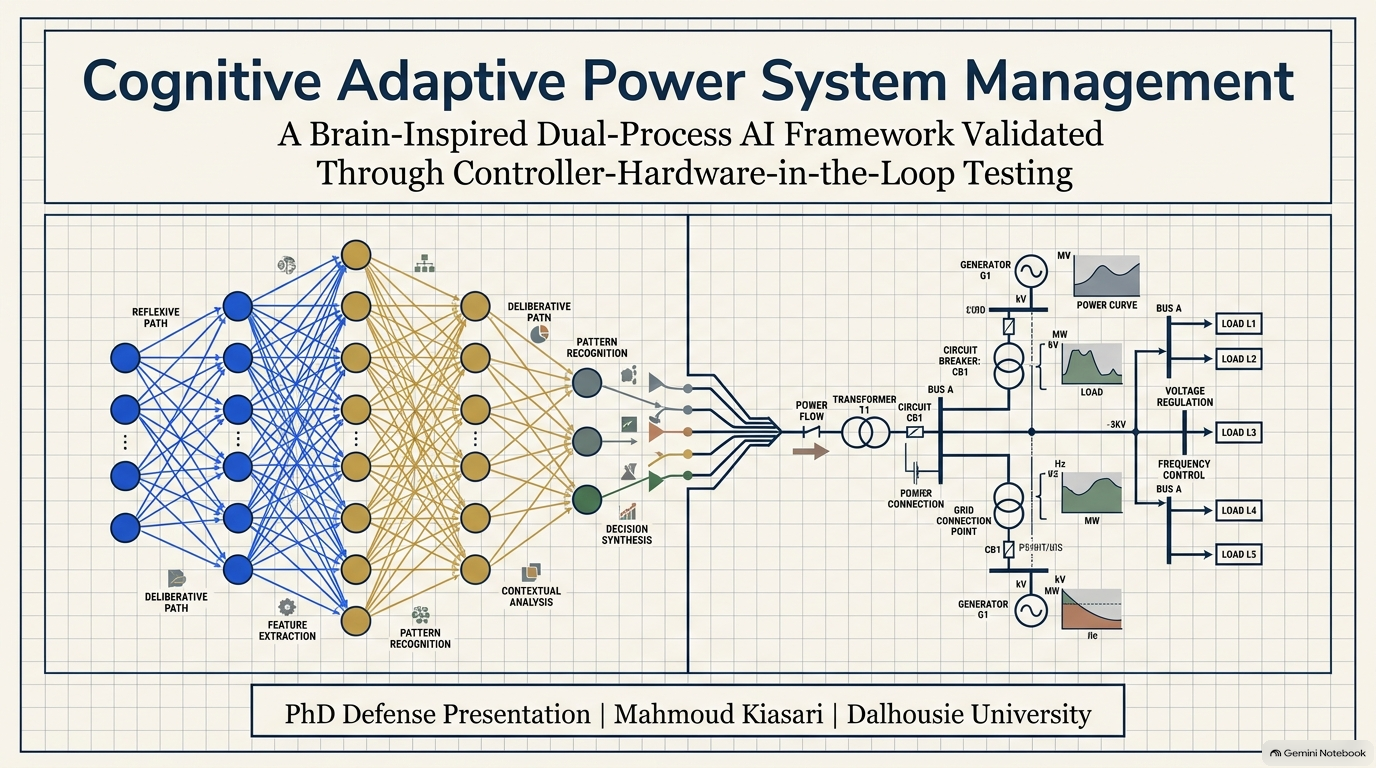 Cognitive Adaptive Power System Management
A Brain-Inspired Dual-Process AI Framework Validated
Through Controller-Hardware-in-the-Loop Testing
REFLEXIVE
PATH
DELIBERATIVE
PATH
FEATURE
EXTRACTION
PATTERN
RECOGNITION
DELIBERATIVE
PATN
PATTERN
RECOGNITION
DECISION
SYNTHESIS
CONTEXTUAL
ANALYSIS
POWER
FLOW
TRANSFORMER
T1
CIRCUIT
CБ1
BUS A
CONNECTION
GENERATOR
G1
kV
MV
POWER CURVE
CIRCUIT
BREAKER:
CB1
MW
LOAD
GRID
CONNECTION
POINT
Hz
MW
CB1
kV
kV
MW
GENERATOR
G1
-3KV
BUS A
LOAD L1
LOAD L2
VOLTAGE
REGULATION
LOAD L3
FREQUENCY
CONTROL
BUS A
LOAD L4
LOAD L5
PhD Defense Presentation | Mahmoud Kiasari | Dalhousie University
Gemini Notebook